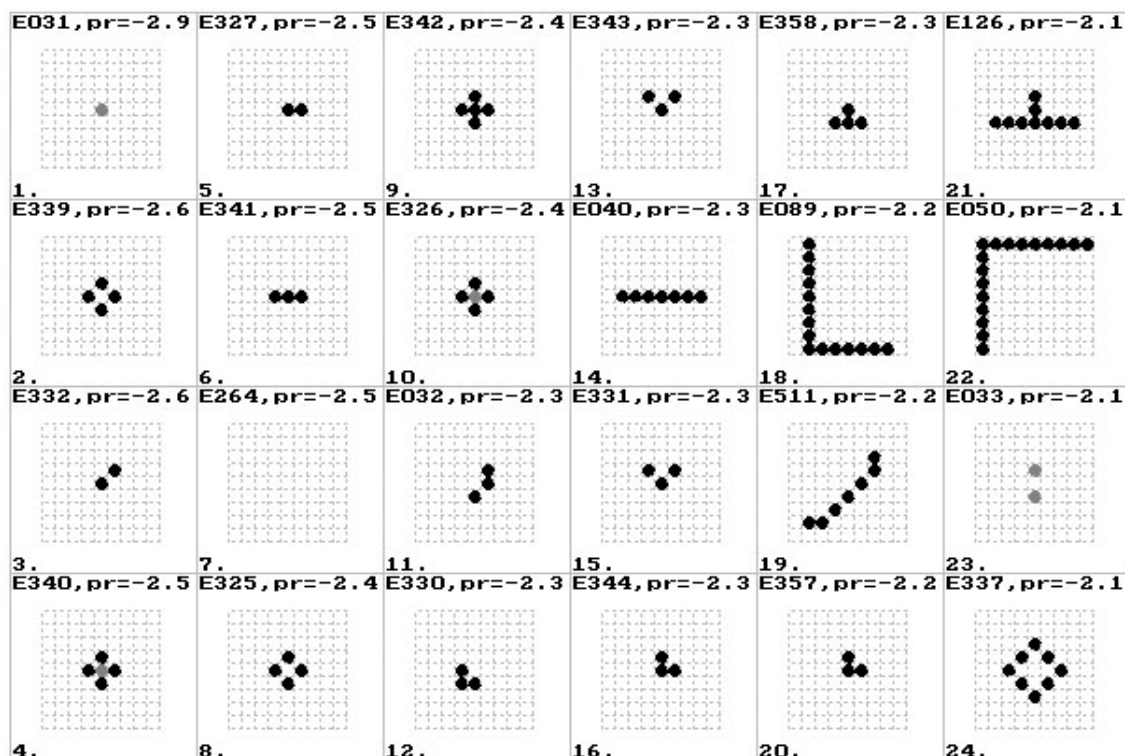 E031,pr=-2.9 E327,pr=-2.5 E342,pr=-2.4 E343,pr=-2.3 E358,pr=-2.3 E126,pr=-2.1
1. 5. 9. 13. 17. 21.
E339,pr=-2.6 E341,pr=-2.5 E326,pr=-2.4 E040,pr=-2.3 E089,pr=-2.2 E050,pr=-2.1
2. 6. 10. 14. 18. 22.
E332,pr=-2.6 E264,pr=-2.5 E032,pr=-2.3 E331,pr=-2.3 E511,pr=-2.2 E033,pr=-2.1
3. 7. 11. 15. 19. 23.
E340,pr=-2.5 E325,pr=-2.4 E330,pr=-2.3 E344,pr=-2.3 E357,pr=-2.2 E337,pr=-2.1
4. 8. 12. 16. 20. 24.